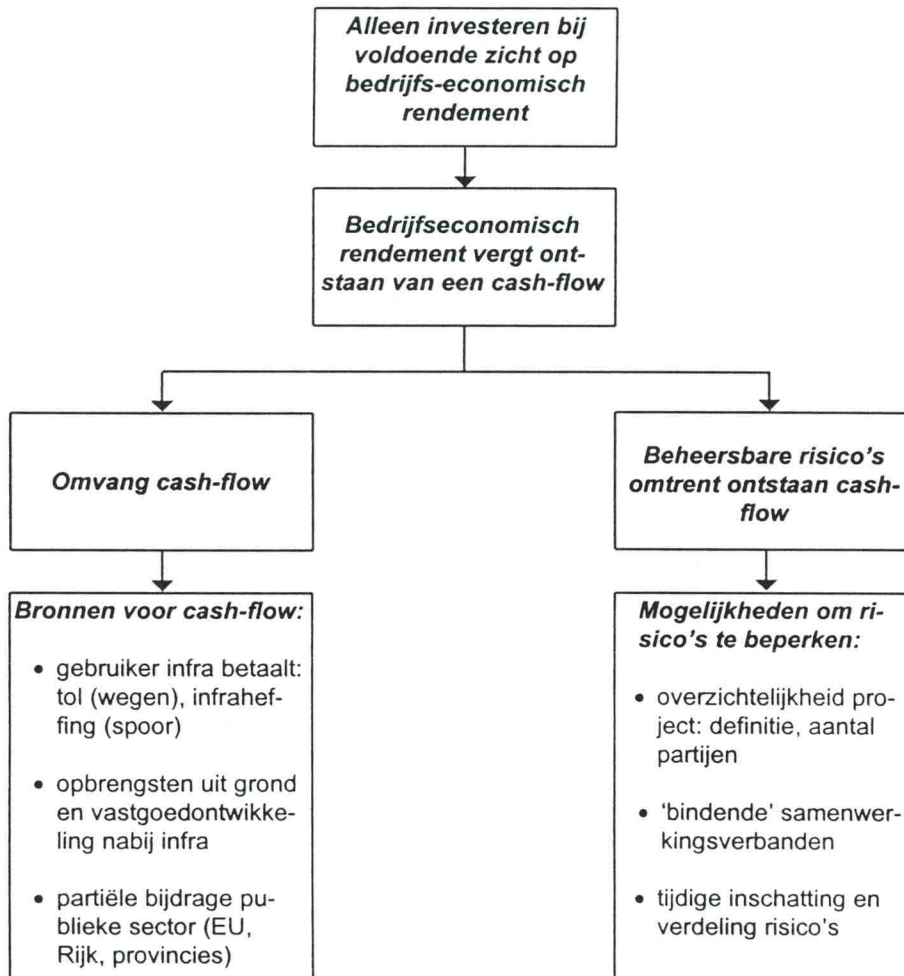 Alleen investeren bij
voldoende zicht op
bedrijfs-economisch
rendement
Bedrijfseconomisch
rendement vergt ont-
staan van een cash-flow
Omvang cash-flow
Beheersbare risico's
omtrent ontstaan cash-
flow
Bronnen voor cash-flow:
• gebruiker infra betaalt:
tol (wegen), infrahef-
fing (spoor)
• opbrengsten uit grond
en vastgoedontwikke-
ling nabij infra
• partiële bijdrage pu-
blieke sector (EU,
Rijk, provincies)
Mogelijkheden om ri-
sico's te beperken:
• overzichtelijkheid pro-
ject: definitie, aantal
partijen
• 'bindende' samenwer-
kingsverbanden
• tijdige inschatting en
verdeling risico's